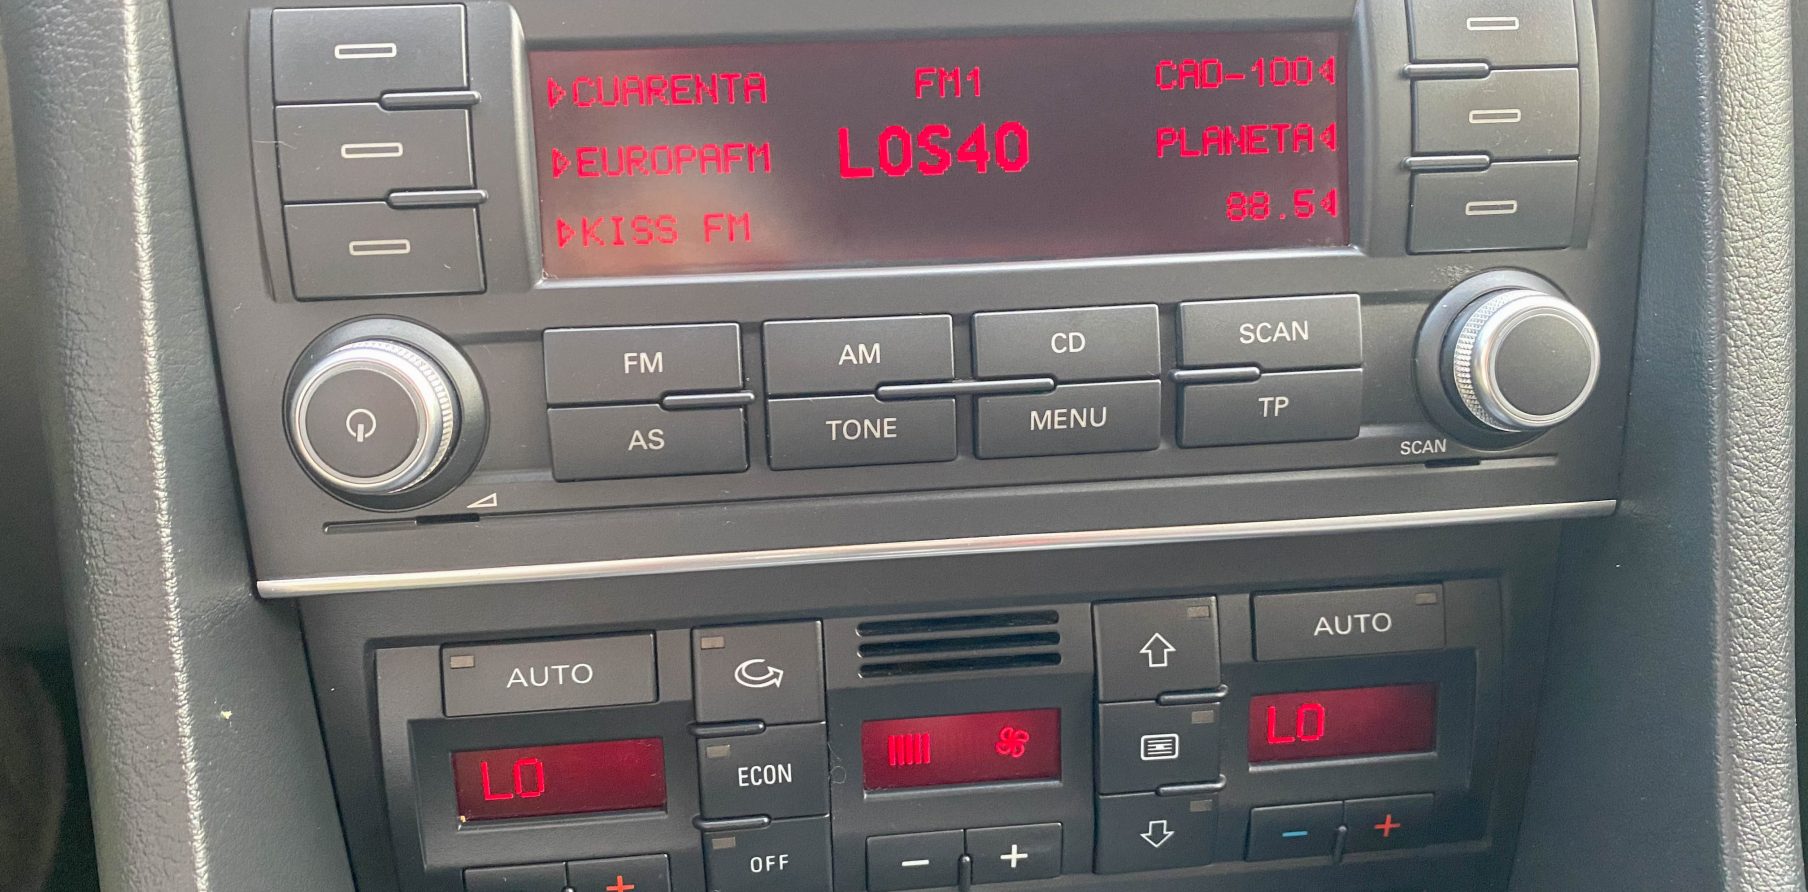 CUARENTA FM1 CAD-100
EUROPAFM LOS40 PLANETA
KISS FM 88.5
FM AM CD SCAN
AS TONE MENU TP
SCAN
AUTO AUTO
LO LO
ECON
OFF
- + - +
+